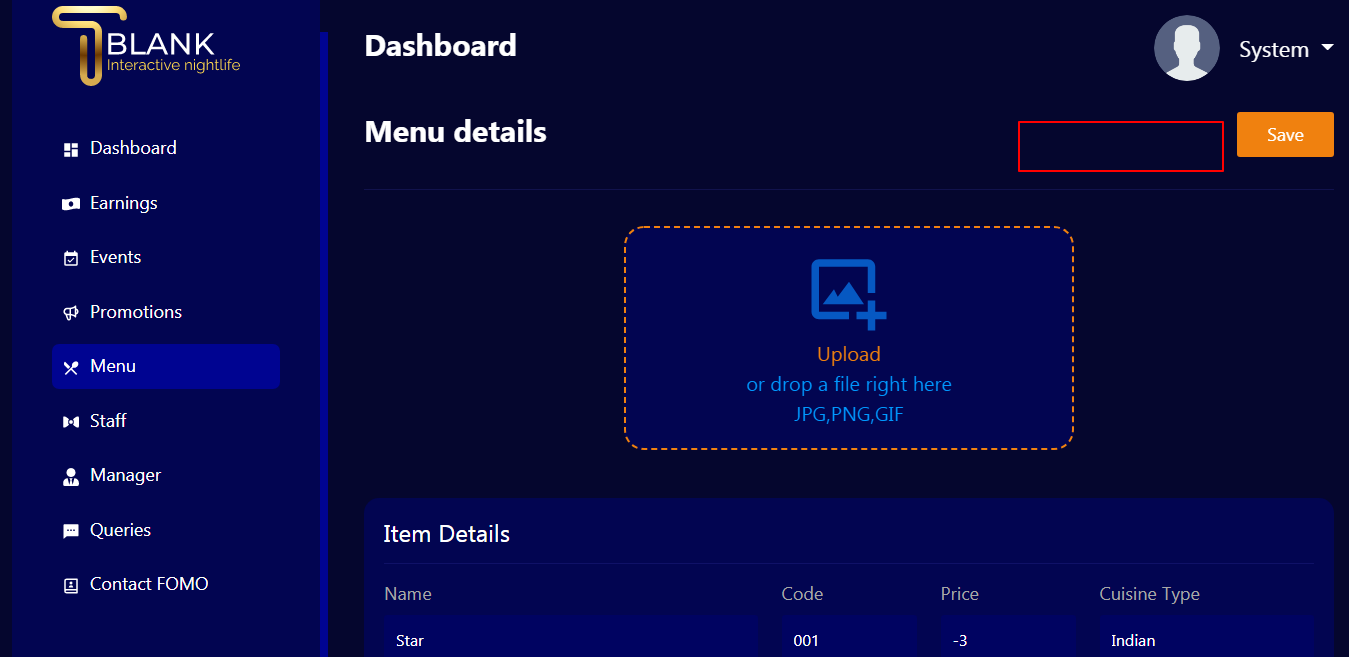 BLANK
Interactive nightlife
Dashboard
Earnings
Events
Promotions
Menu
Staff
Manager
Queries
Contact FOMO
Dashboard
System
Menu details
Save
Upload
or drop a file right here
JPG,PNG,GIF
Item Details
Name Code Price Cuisine Type
Star 001 -3 Indian